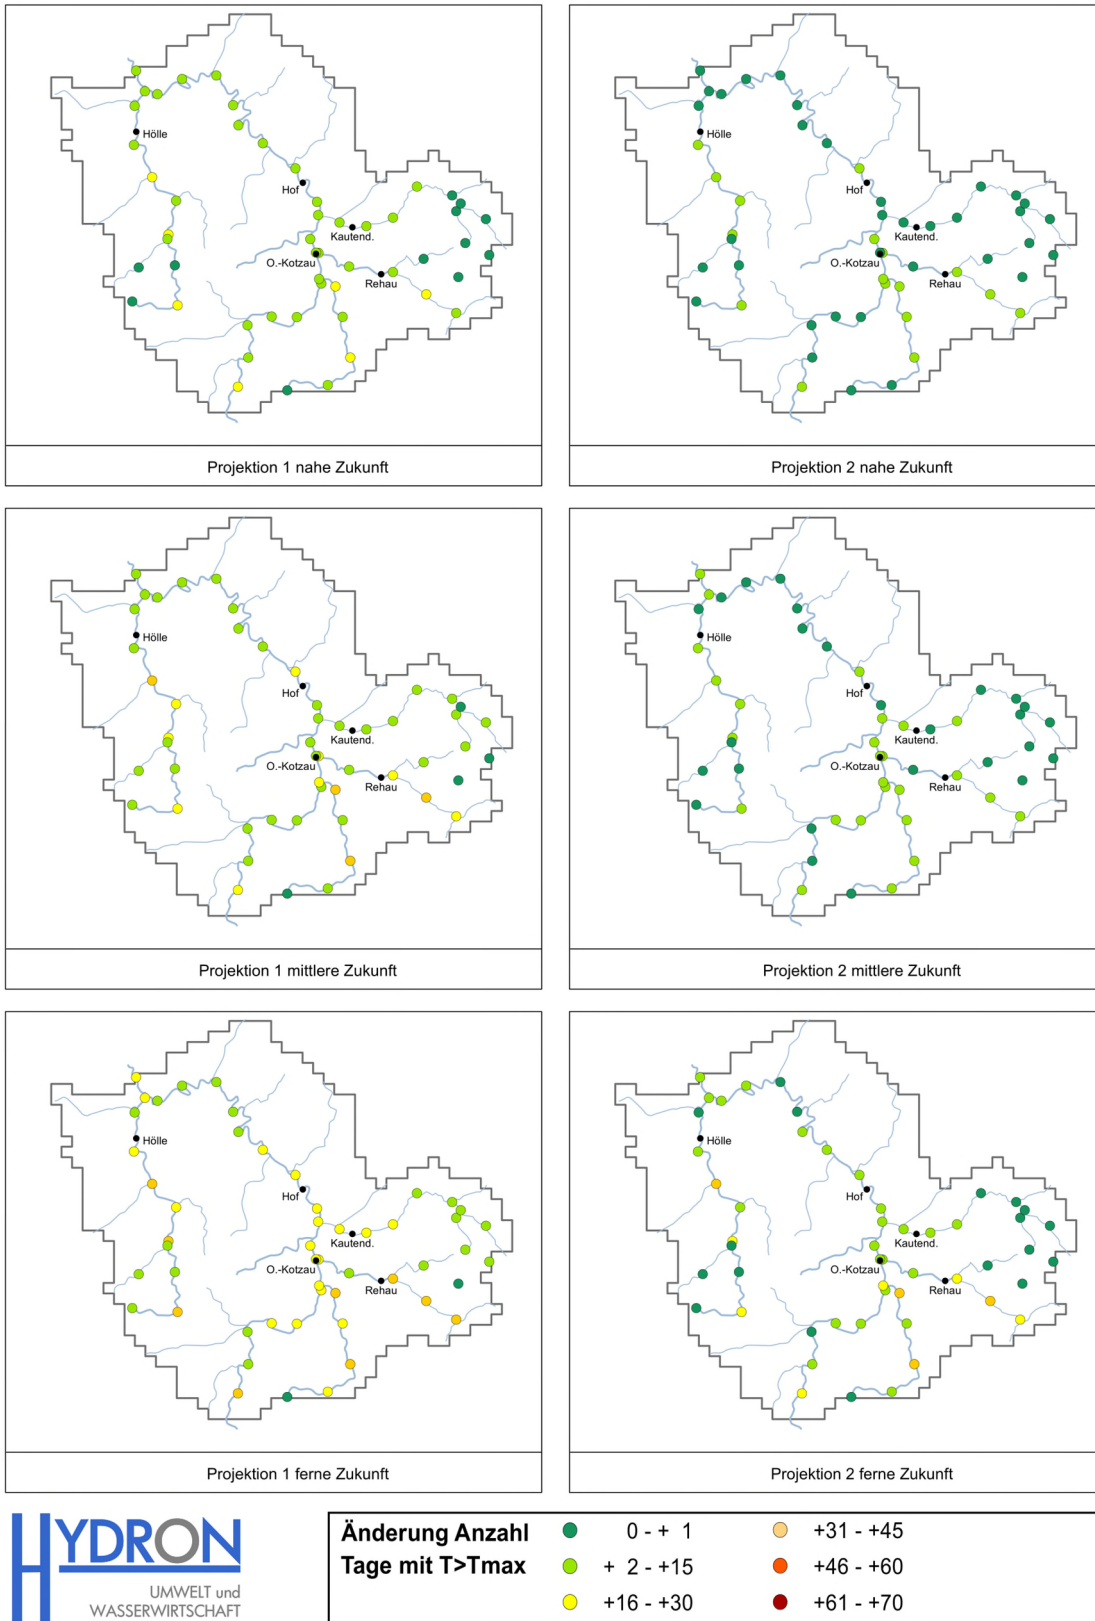 Hölle
Hof
Kautend.
O.-Kotzau
Rehau
Projektion 1 nahe Zukunft
Hölle
Hof
Kautend.
O.-Kotzau
Rehau
Projektion 2 nahe Zukunft
Hölle
Hof
Kautend.
O.-Kotzau
Rehau
Projektion 1 mittlere Zukunft
Hölle
Hof
Kautend.
O.-Kotzau
Rehau
Projektion 2 mittlere Zukunft
Hölle
Hof
Kautend.
O.-Kotzau
Rehau
Projektion 1 ferne Zukunft
Hölle
Hof
Kautend.
O.-Kotzau
Rehau
Projektion 2 ferne Zukunft
HYDRON
UMWELT und
WASSERWIRTSCHAFT
Änderung Anzahl
Tage mit T>Tmax
0 - + 1
+ 2 - +15
+16 - +30
+31 - +45
+46 - +60
+61 - +70